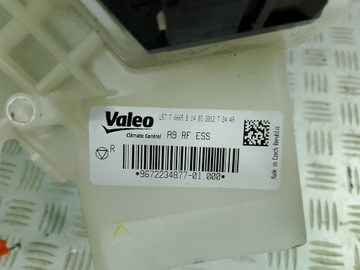 Valeo
Climate Control
A9 RF ESS
R
*9672234877-01.000*
Made in Czech Republic